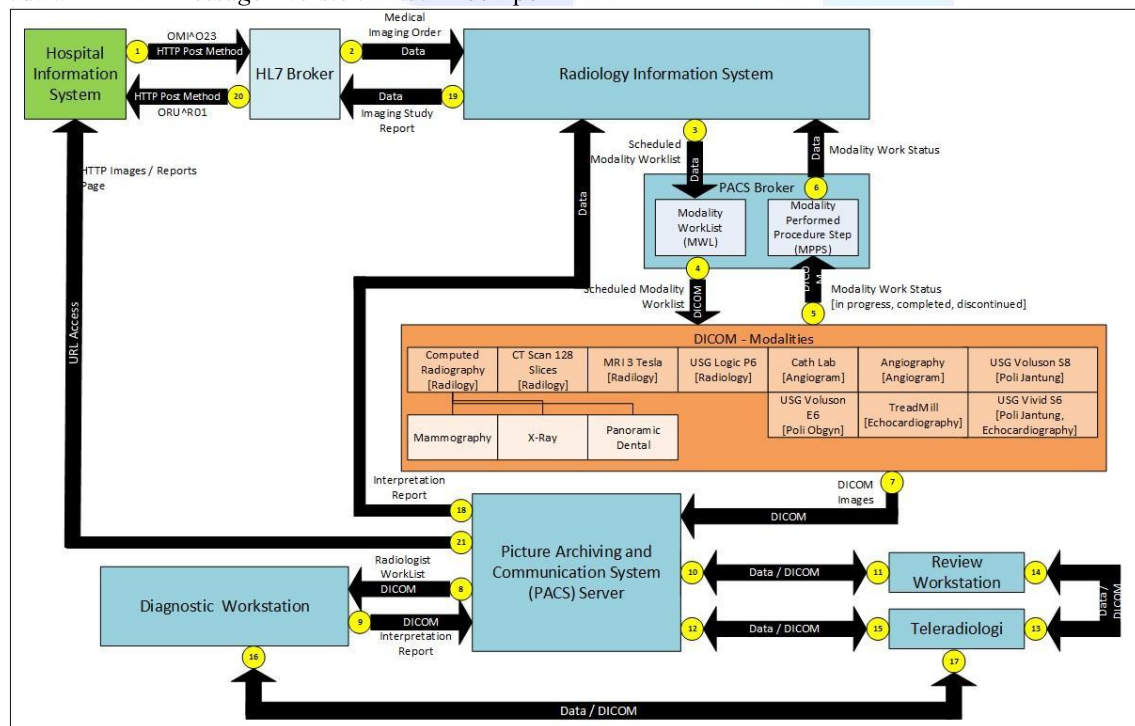 Hospital
Information
System
1
OMI^O23
HTTP Post Method
HTTP Post Method
20
ORU^R01
HL7 Broker
2
Medical
Imaging Order
Data
Data
19
Imaging Study
Report
Radiology Information System
HTTP Images / Reports
Page
URL Access
Data
3
Scheduled
Modality Worklist
Data
Data
Modality Work Status
PACS Broker
6
Modality
WorkList
(MWL)
Modality
Performed
Procedure Step
(MPPS)
4
Scheduled Modality
Worklist
DICOM
DICOM
Modality Work Status
[in progress, completed, discontinued]
5
DICOM - Modalities
Computed
Radiography
[Radilogy]
CT Scan 128
Slices
[Radilogy]
MRI 3 Tesla
[Radilogy]
USG Logic P6
[Radiology]
Cath Lab
[Angiogram]
Angiography
[Angiogram]
USG Voluson S8
[Poli Jantung]
USG Voluson
E6
[Poli Obgyn]
TreadMill
[Echocardiography]
USG Vivid S6
[Poli Jantung,
Echocardiography]
Mammography
X-Ray
Panoramic
Dental
Interpretation
Report
18
21
DICOM
Images
7
DICOM
Picture Archiving and
Communication System
(PACS) Server
Radiologist
WorkList
DICOM
8
9
DICOM
Interpretation
Report
Diagnostic Workstation
16
10
Data / DICOM
11
Review
Workstation
14
Data /
DICOM
12
Data / DICOM
15
Teleradiologi
13
17
Data / DICOM